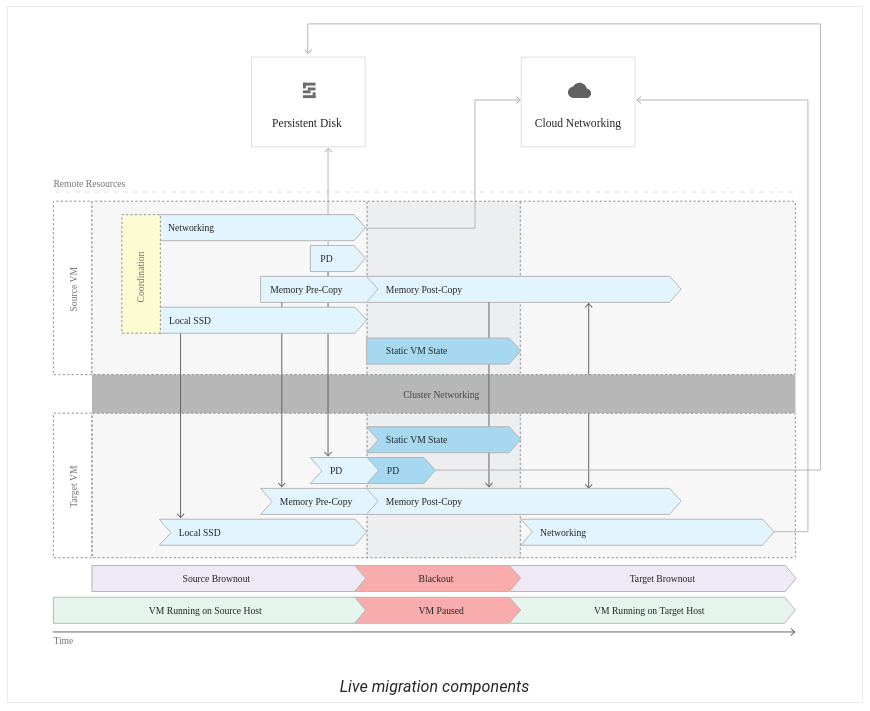 Persistent Disk
Cloud Networking
Remote Resources
Source VM
Coordination
Networking
PD
Memory Pre-Copy
Memory Post-Copy
Local SSD
Static VM State
Cluster Networking
Target VM
Static VM State
PD
PD
Memory Pre-Copy
Memory Post-Copy
Local SSD
Networking
Source Brownout
Blackout
Target Brownout
VM Running on Source Host
VM Paused
VM Running on Target Host
Time
Live migration components